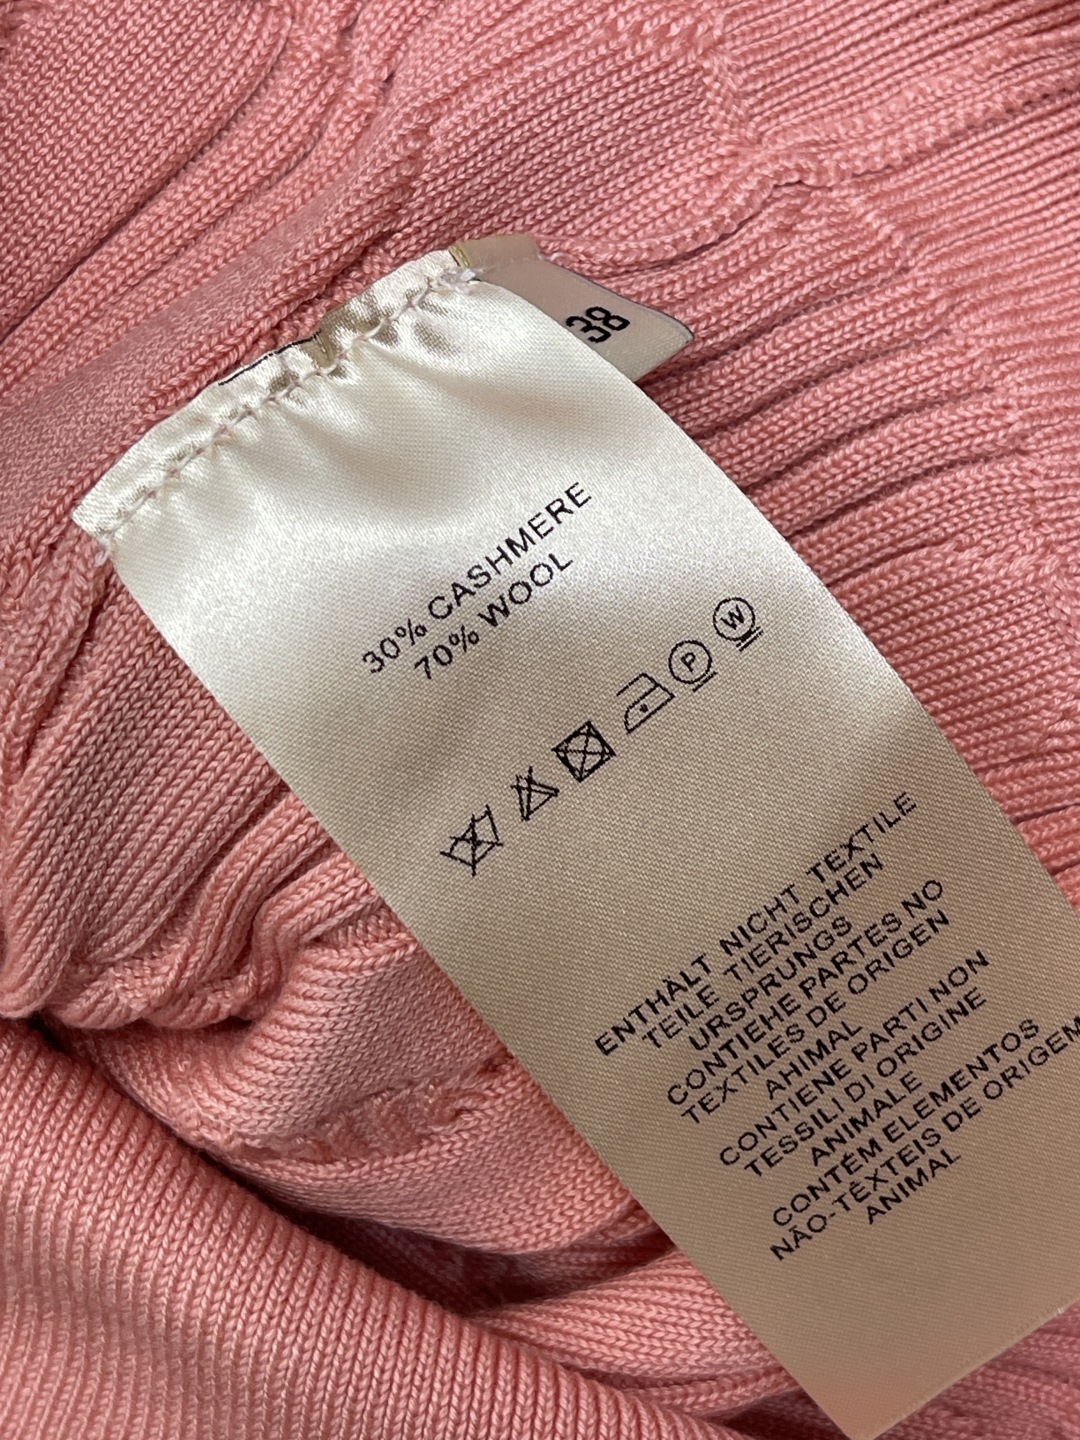 38
30% CASHMERE
70% WOOL
P
W
ENTHÄLT NICHT TEXTILE
TEILE TIERISCHEN
URSPRUNGS
CONTIEHE PARTES NO
TEXTILES DE ORIGEN
AHIMAL
CONTIENE PARTI NON
TESSILI DI ORIGINE
ANIMALE
CONTÉM ELEMENTOS
NÃO-TÊXTEIS DE ORIGEM
ANIMAL